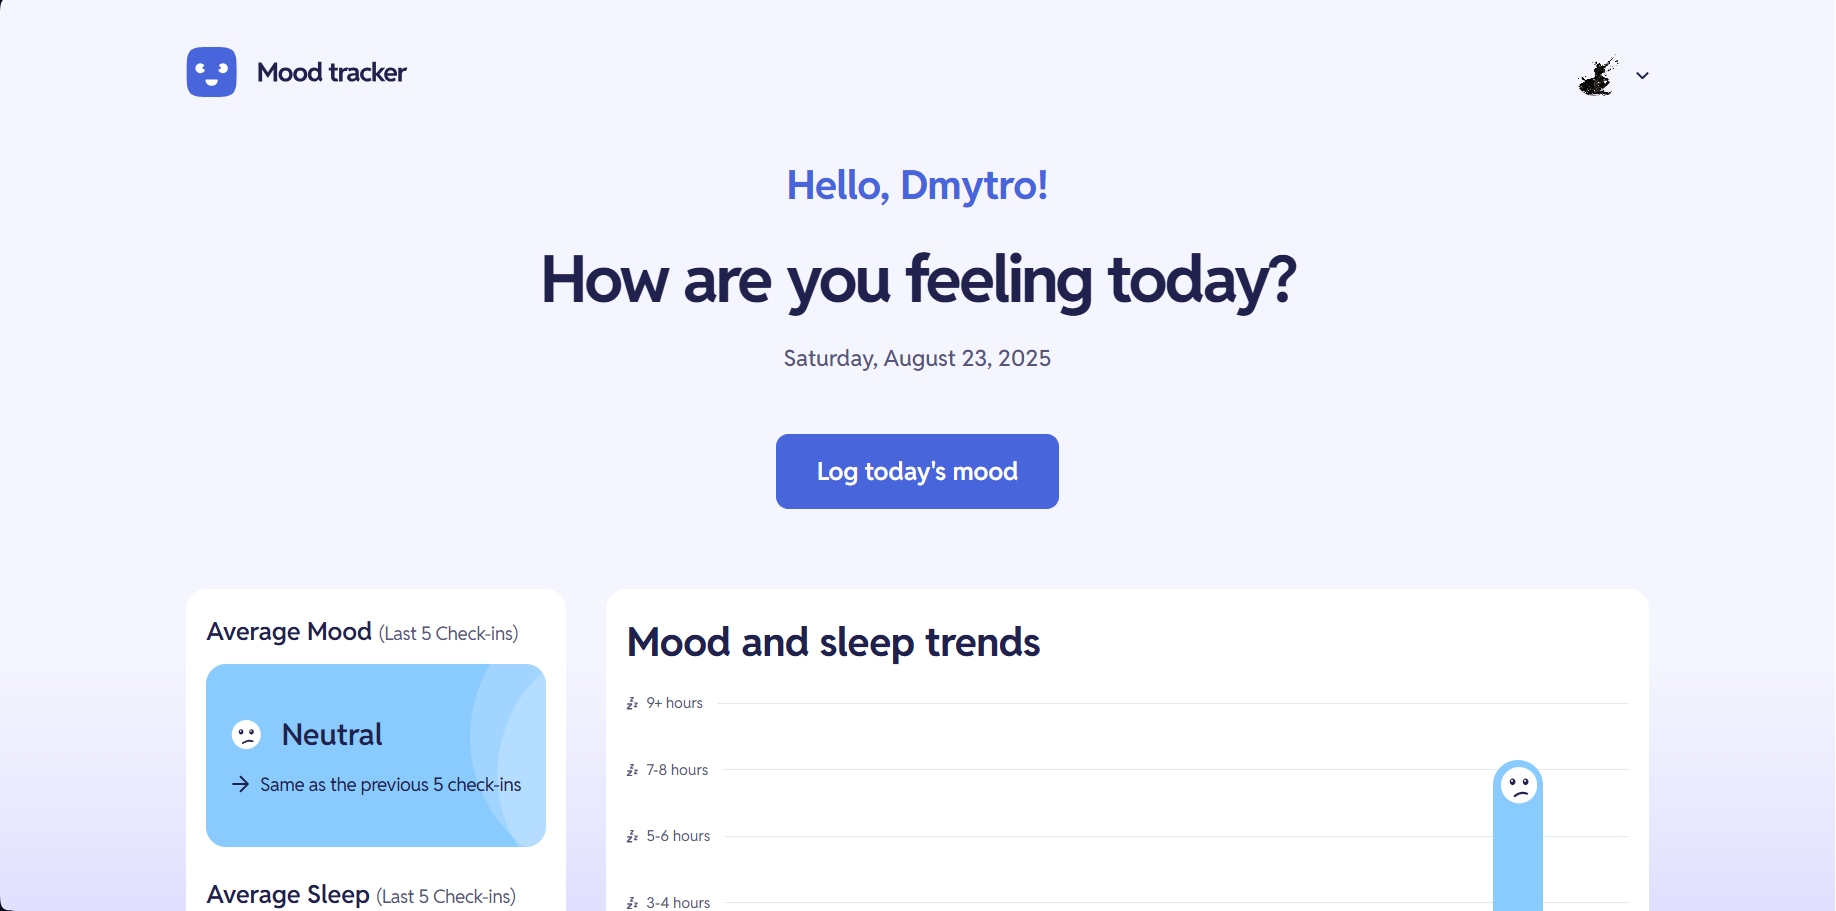 Mood tracker
Hello, Dmytro!
How are you feeling today?
Saturday, August 23, 2025
Log today's mood
Average Mood (Last 5 Check-ins)
Neutral
Same as the previous 5 check-ins
Average Sleep (Last 5 Check-ins)
Mood and sleep trends
9+ hours
7-8 hours
5-6 hours
3-4 hours